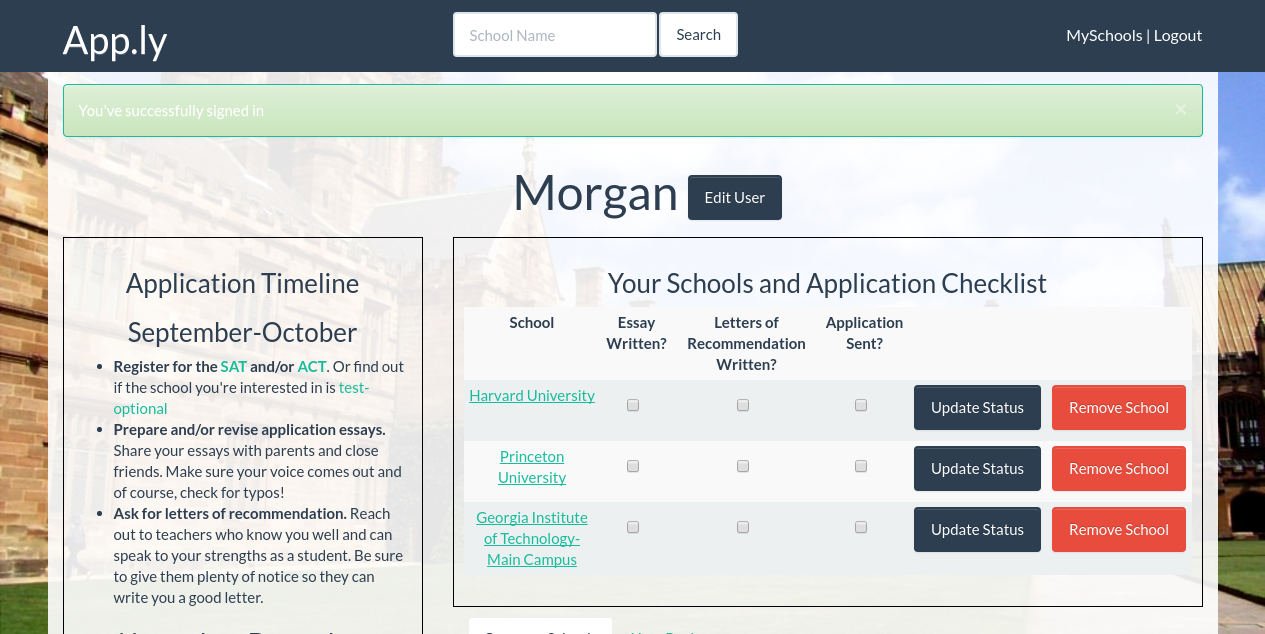 App.ly
School Name
Search
MySchools | Logout
You've successfully signed in
×
Morgan
Edit User
Application Timeline
September-October
Register for the SAT and/or ACT. Or find out
if the school you're interested in is test-
optional
Prepare and/or revise application essays.
Share your essays with parents and close
friends. Make sure your voice comes out and
of course, check for typos!
Ask for letters of recommendation. Reach
out to teachers who know you well and can
speak to your strengths as a student. Be sure
to give them plenty of notice so they can
write you a good letter.
Your Schools and Application Checklist
School
Essay
Written?
Letters of
Recommendation
Written?
Application
Sent?
Harvard University
Update Status
Remove School
Princeton
University
Update Status
Remove School
Georgia Institute
of Technology-
Main Campus
Update Status
Remove School